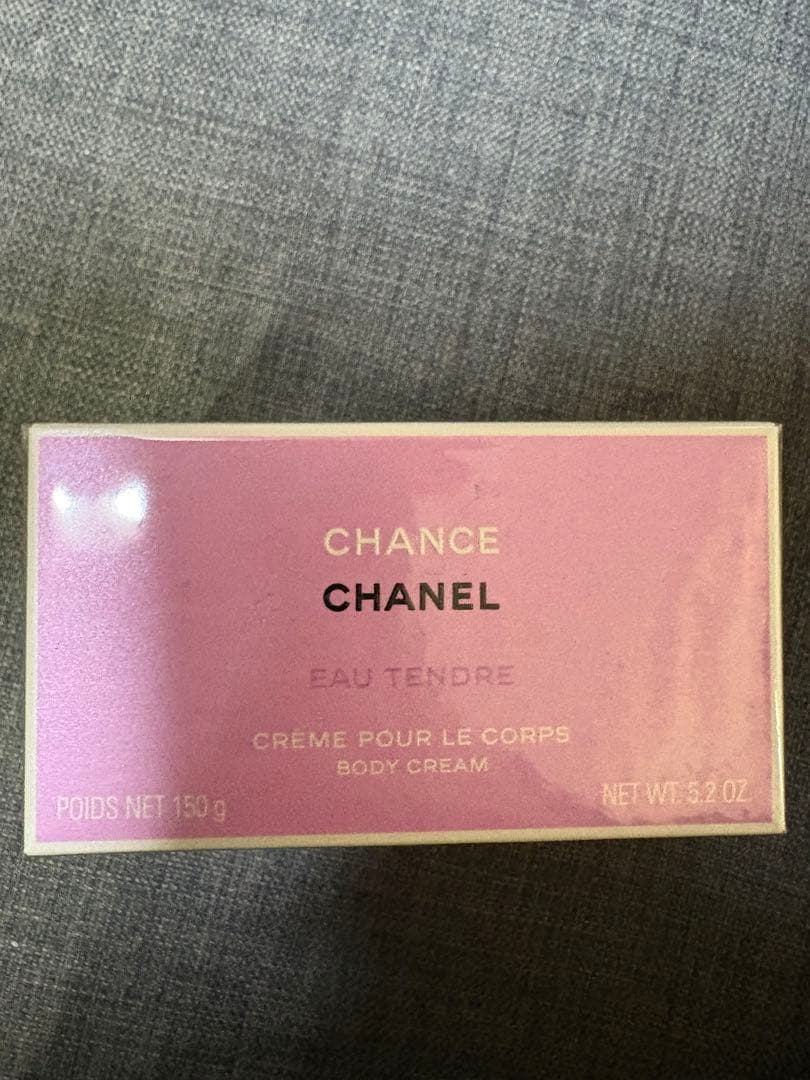 CHANCE
CHANEL
EAU TENDRE
CRÈME POUR LE CORPS
BODY CREAM
POIDS NET 150 g
NET WT. 5.2 OZ.